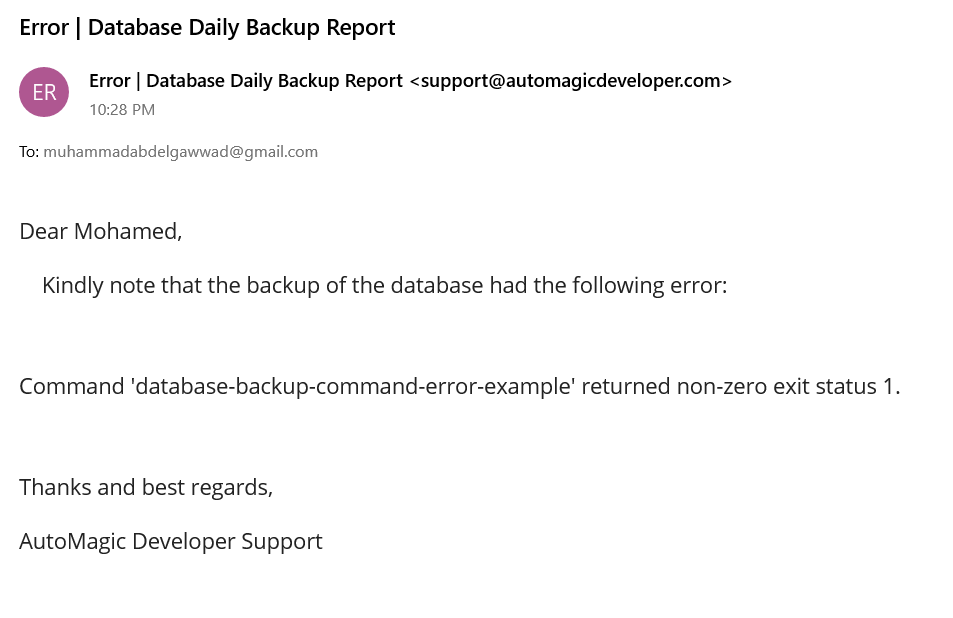 Error | Database Daily Backup Report
ER
Error | Database Daily Backup Report <support@automagicdeveloper.com>
10:28 PM
To: muhammadabdelgawwad@gmail.com
Dear Mohamed,
Kindly note that the backup of the database had the following error:
Command 'database-backup-command-error-example' returned non-zero exit status 1.
Thanks and best regards,
AutoMagic Developer Support